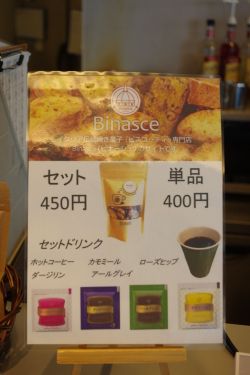 Binasce
イタリア伝統焼き菓子(ビスコーティ)専門店
セット
450円
単品
400円
セットドリンク
ホットコーヒー カモミール ローズヒップ
ダージリン アールグレイ